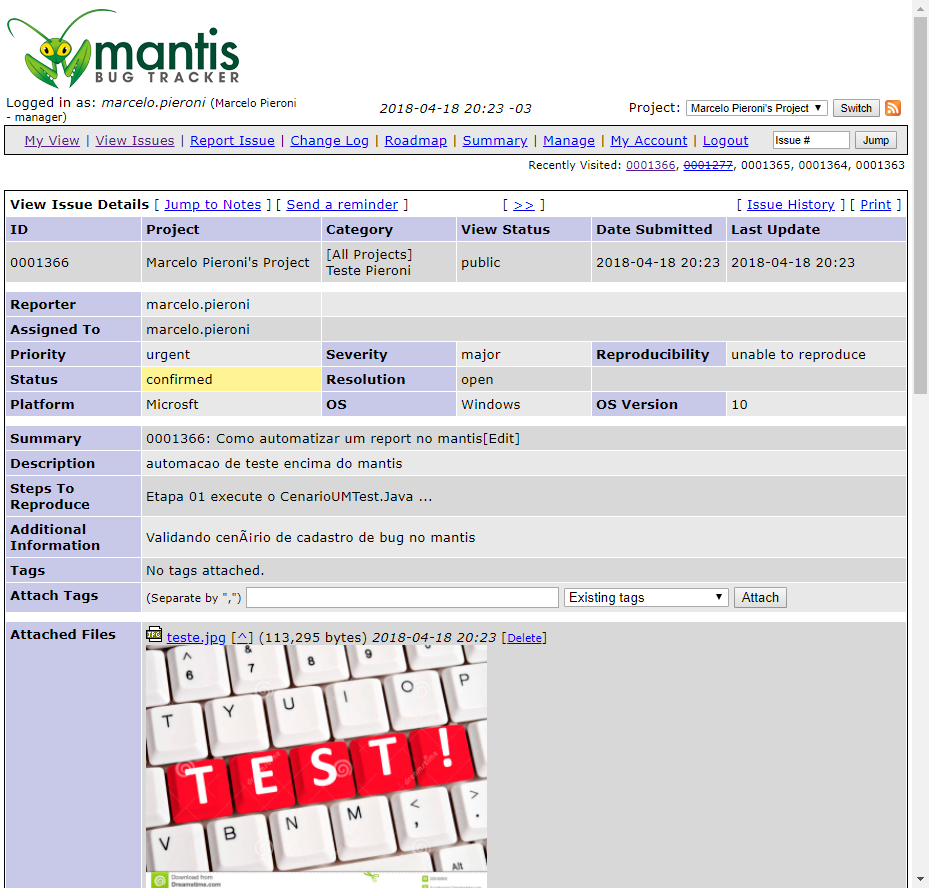 mantis
BUG TRACKER
Logged in as: marcelo.pieroni (Marcelo Pieroni - manager)
2018-04-18 20:23 -03
Project: Marcelo Pieroni's Project Switch
My View | View Issues | Report Issue | Change Log | Roadmap | Summary | Manage | My Account | Logout Issue # Jump
Recently Visited: 0001366, 0001277, 0001365, 0001364, 0001363
View Issue Details [ Jump to Notes ] [ Send a reminder ] [ >> ] [ Issue History ] [ Print ]
ID Project Category View Status Date Submitted Last Update
0001366 Marcelo Pieroni's Project [All Projects] Teste Pieroni public 2018-04-18 20:23 2018-04-18 20:23
Reporter marcelo.pieroni
Assigned To marcelo.pieroni
Priority urgent Severity major Reproducibility unable to reproduce
Status confirmed Resolution open
Platform Microsft OS Windows OS Version 10
Summary 0001366: Como automatizar um report no mantis[Edit]
Description automacao de teste encima do mantis
Steps To Reproduce Etapa 01 execute o CenarioUMTest.Java ...
Additional Information Validando cenÃirio de cadastro de bug no mantis
Tags No tags attached.
Attach Tags (Separate by ",") Existing tags Attach
Attached Files teste.jpg [^] (113,295 bytes) 2018-04-18 20:23 [Delete]
^ 6 & 7 8 9
T Y U I O P
TEST!
V B N M < , > .
Alt
Download from
Dreamstime.com